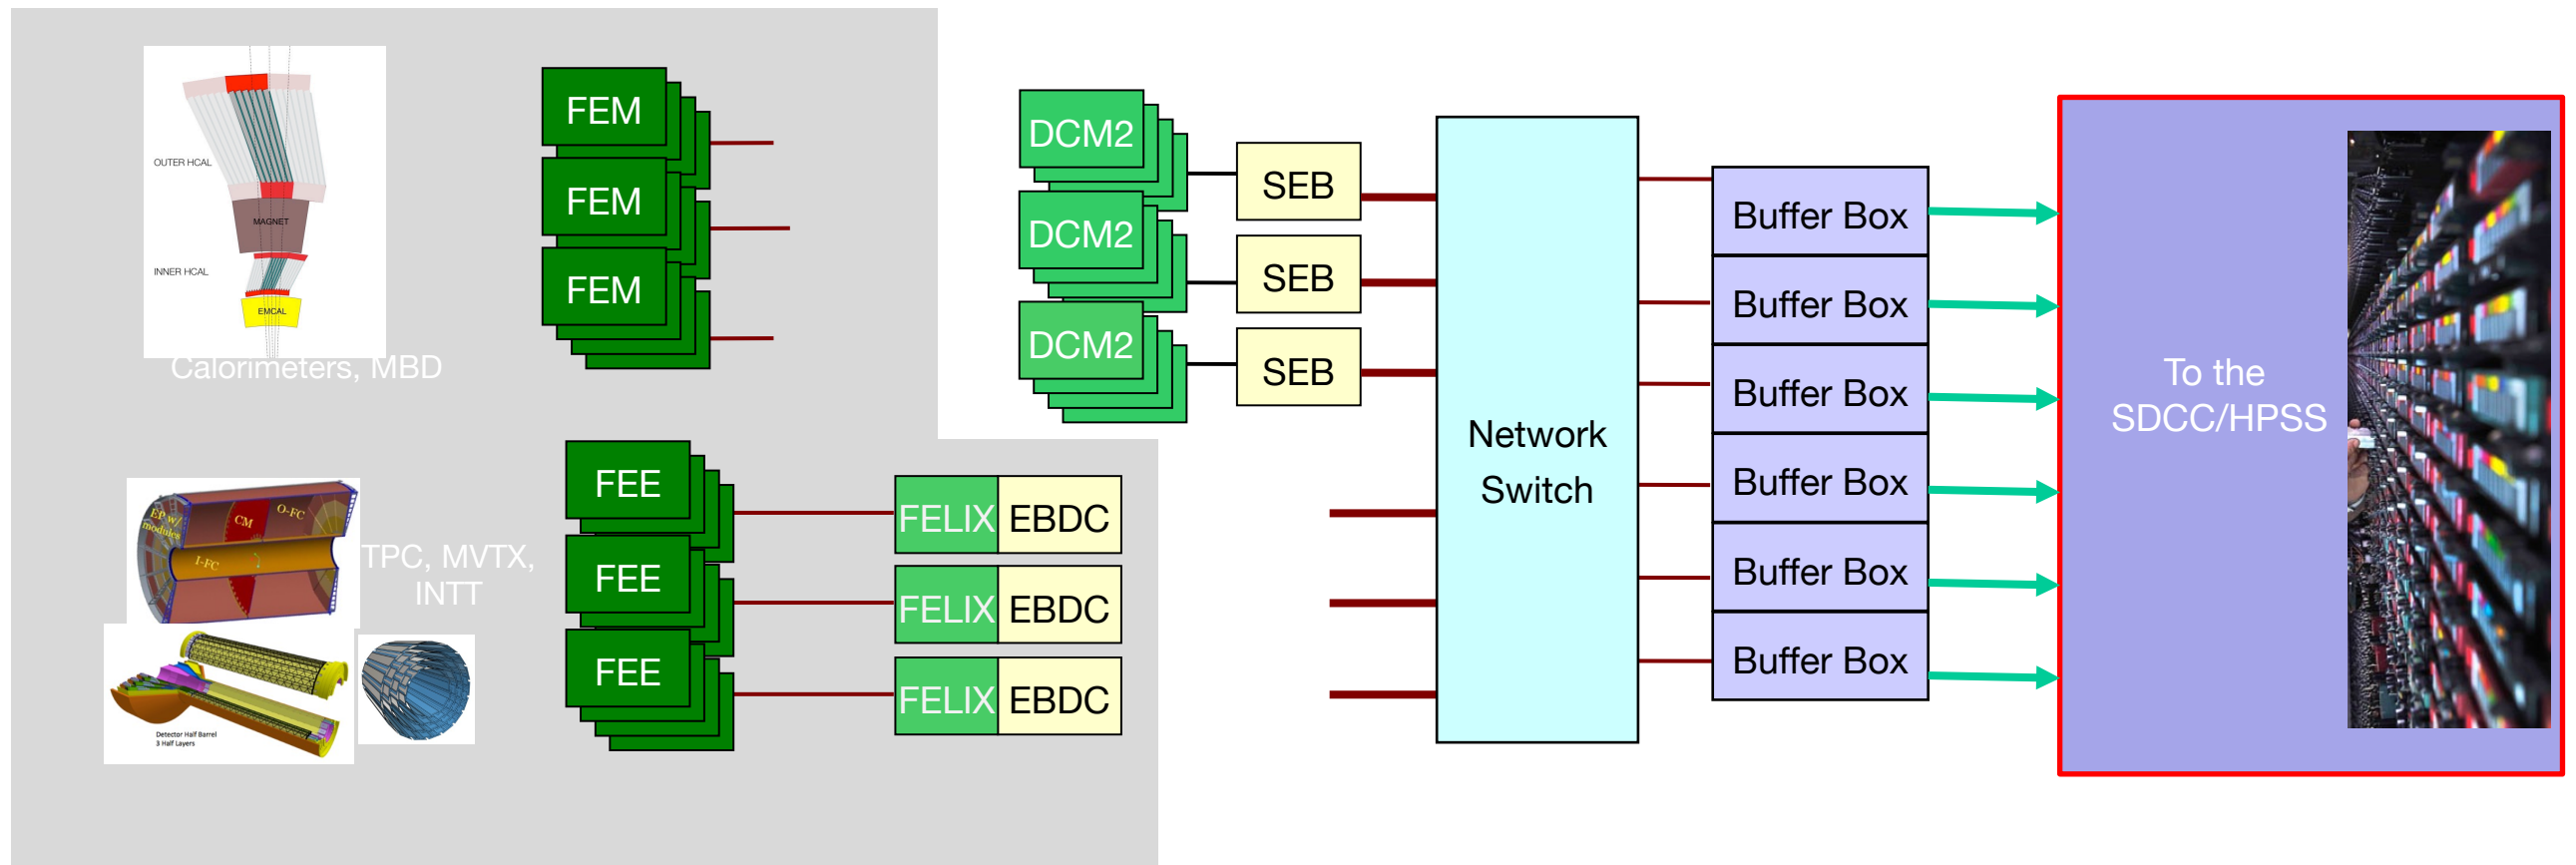 OUTER HCAL
MAGNET
INNER HCAL
EMCAL
Calorimeters, MBD
FEM
FEM
FEM
DCM2
DCM2
DCM2
SEB
SEB
SEB
Network
Switch
Buffer Box
Buffer Box
Buffer Box
Buffer Box
Buffer Box
Buffer Box
To the
SDCC/HPSS
EP w/
modules
CM
O-FC
I-FC
TPC, MVTX,
INTT
Detector Half Barrel
3 Half Layers
FEE
FEE
FEE
FELIX EBDC
FELIX EBDC
FELIX EBDC